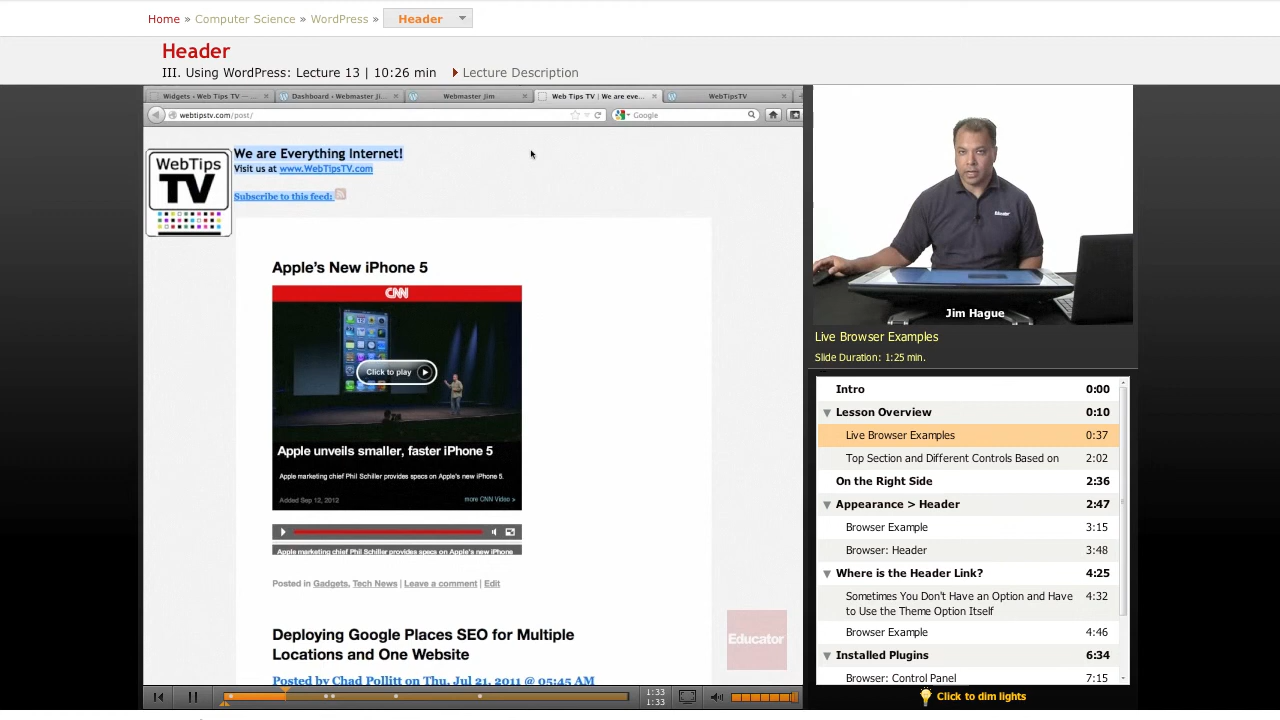 Home » Computer Science » WordPress » Header
Header
III. Using WordPress: Lecture 13 | 10:26 min Lecture Description
Widgets ‹ Web Tips TV — ...
Dashboard ‹ Webmaster Ji...
Webmaster Jim
Web Tips TV | We are eve...
WebTipsTV
webtipstv.com/post/
Google
WebTips
TV
We are Everything Internet!
Visit us at www.WebTipsTV.com
Subscribe to this feed:
Apple's New iPhone 5
CNN
Click to play
Apple unveils smaller, faster iPhone 5
Apple marketing chief Phil Schiller provides specs on Apple's new iPhone 5.
Added Sep 12, 2012
more CNN Video >
Apple marketing chief Phil Schiller provides specs on Apple's new iPhone
Posted in Gadgets, Tech News | Leave a comment | Edit
Deploying Google Places SEO for Multiple
Locations and One Website
Posted by Chad Pollitt on Thu, Jul 21, 2011 @ 05:45 AM
Educator
1:33
1:33
Educator
Jim Hague
Live Browser Examples
Slide Duration: 1:25 min.
Intro 0:00
Lesson Overview 0:10
Live Browser Examples 0:37
Top Section and Different Controls Based on 2:02
On the Right Side 2:36
Appearance > Header 2:47
Browser Example 3:15
Browser: Header 3:48
Where is the Header Link? 4:25
Sometimes You Don't Have an Option and Have 4:32
to Use the Theme Option Itself
Browser Example 4:46
Installed Plugins 6:34
Browser: Control Panel 7:15
Click to dim lights